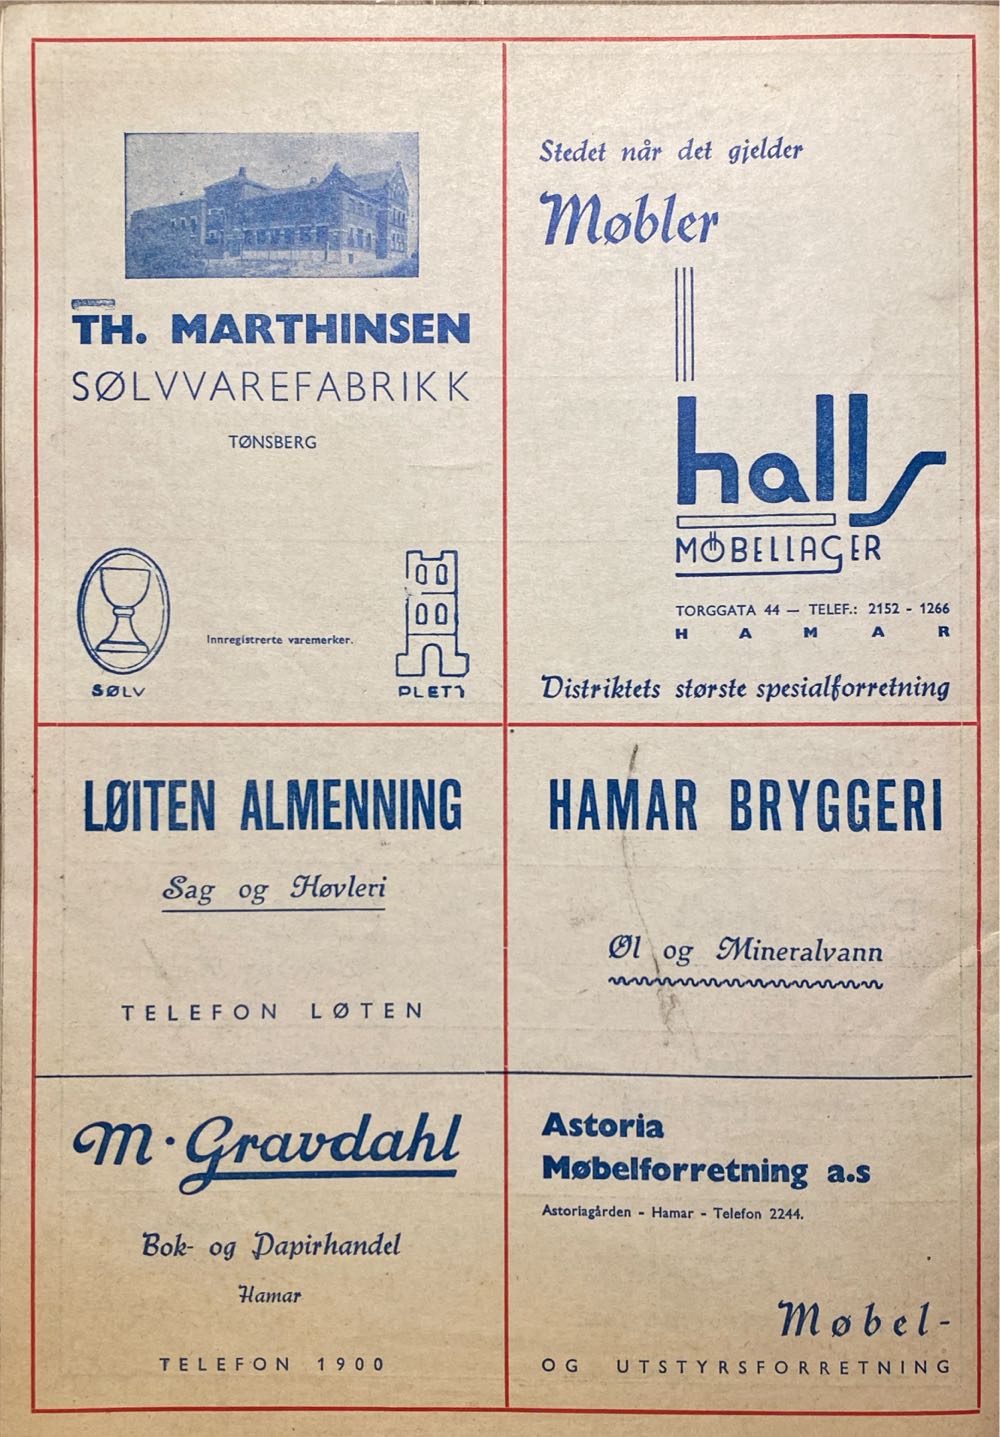 TH. MARTHINSEN
SØLVVAREFABRIKK
TØNSBERG
Innregistrerte varemerker.
SØLV
PLETT
Stedet når det gjelder
Møbler
halls
MÖBELLAGER
TORGGATA 44 — TELEF.: 2152 - 1266
HAMAR
Distriktets største spesialforretning
LØITEN ALMENNING
Sag og Høvleri
TELEFON LØTEN
HAMAR BRYGGERI
Øl og Mineralvann
M. Gravdahl
Bok- og Papirhandel
Hamar
TELEFON 1900
Astoria
Møbelforretning a.s
Astoriagården - Hamar - Telefon 2244.
Møbel-
OG UTSTYRSFORRETNING